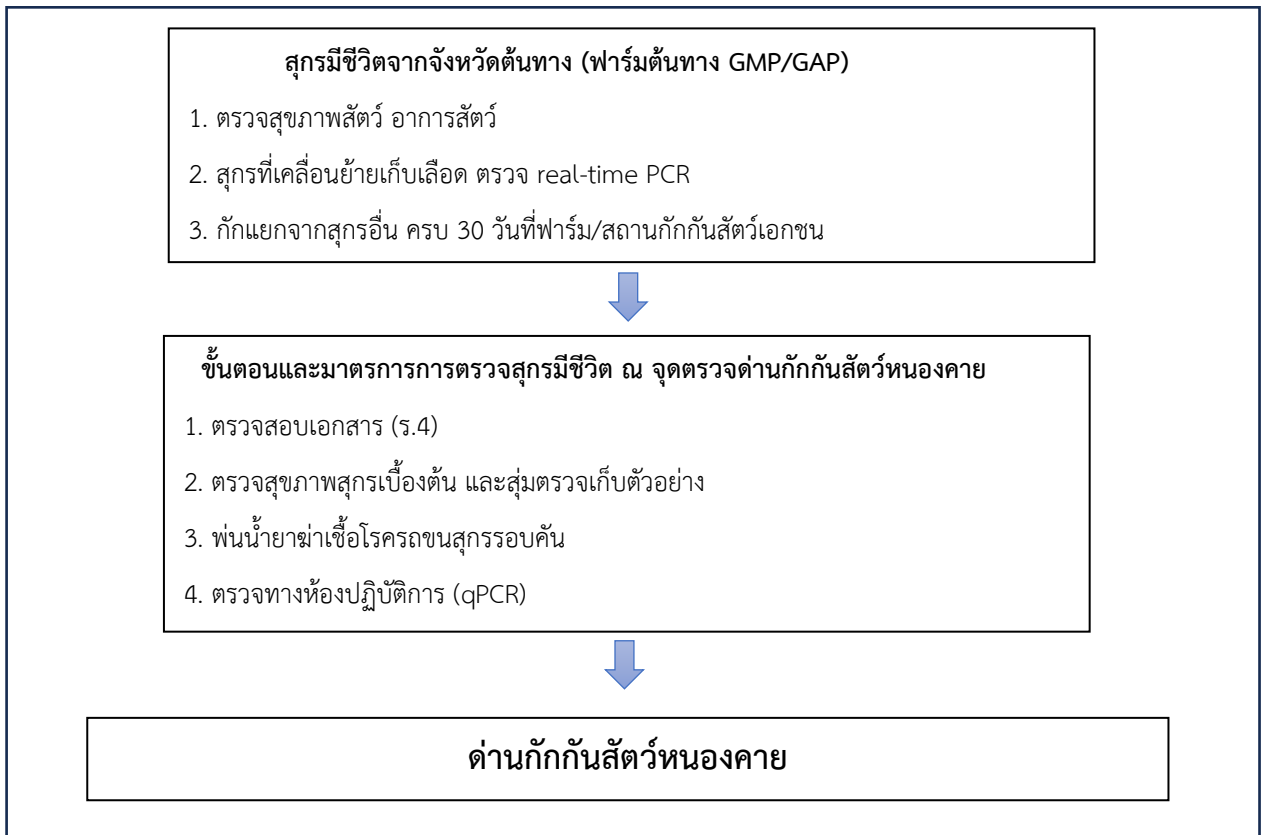 สุกรมีชีวิตจากจังหวัดต้นทาง (ฟาร์มต้นทาง GMP/GAP)
1. ตรวจสุขภาพสัตว์ อาการสัตว์
2. สุกรที่เคลื่อนย้ายเก็บเลือด ตรวจ real-time PCR
3. กักแยกจากสุกรอื่น ครบ 30 วันที่ฟาร์ม/สถานกักกันสัตว์เอกชน
ขั้นตอนและมาตรการการตรวจสุกรมีชีวิต ณ จุดตรวจด่านกักกันสัตว์หนองคาย
1. ตรวจสอบเอกสาร (ร.4)
2. ตรวจสุขภาพสุกรเบื้องต้น และสุ่มตรวจเก็บตัวอย่าง
3. พ่นน้ำยาฆ่าเชื้อโรครถขนสุกรรอบคัน
4. ตรวจทางห้องปฏิบัติการ (qPCR)
ด่านกักกันสัตว์หนองคาย